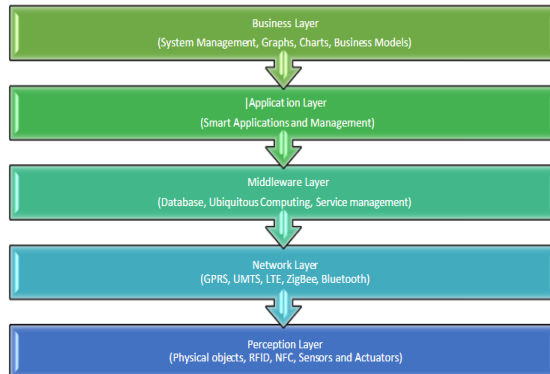 Business Layer
(System Management, Graphs, Charts, Business Models)
|Application Layer
(Smart Applications and Management)
Middleware Layer
(Database, Ubiquitous Computing, Service management)
Network Layer
(GPRS, UMTS, LTE, ZigBee, Bluetooth)
Perception Layer
(Physical objects, RFID, NFC, Sensors and Actuators)